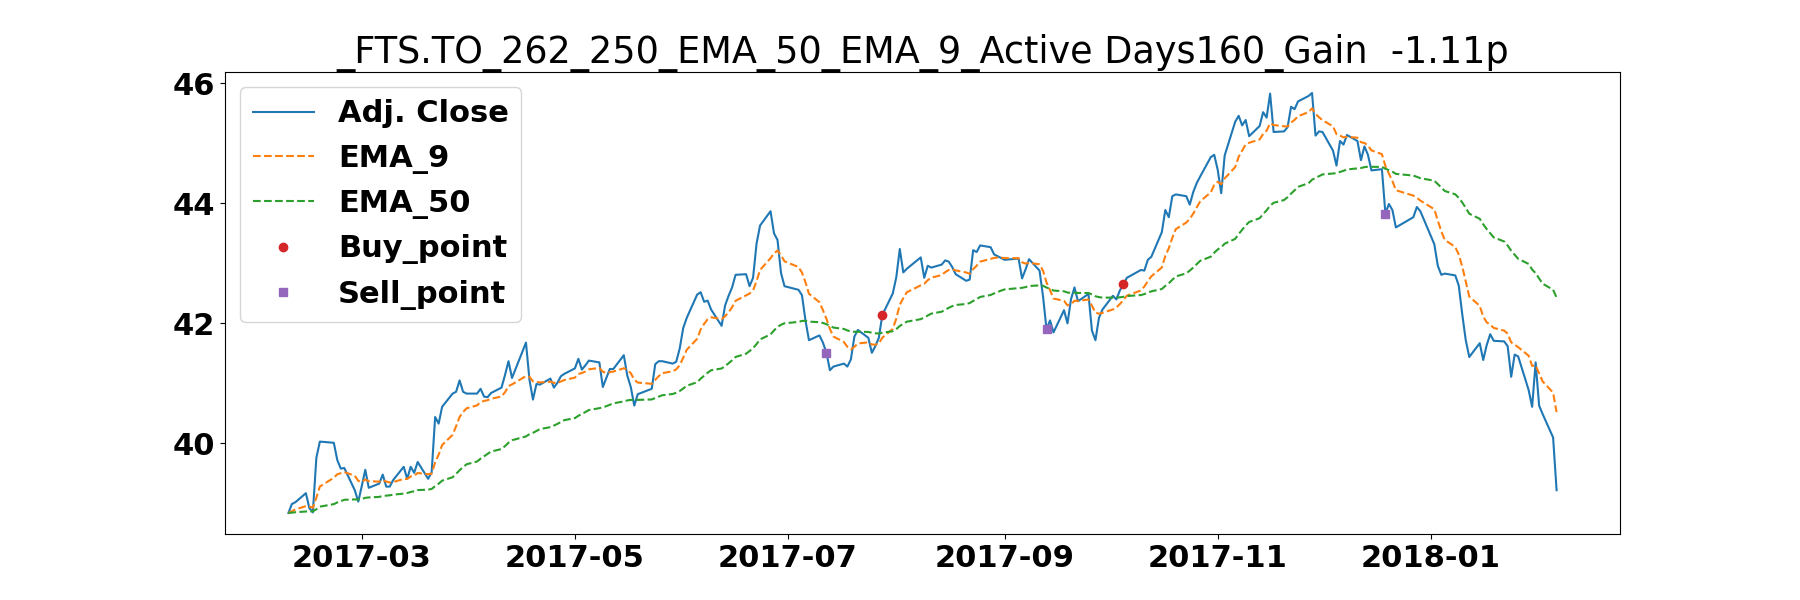 _FTS.TO_262_250_EMA_50_EMA_9_Active Days160_Gain  -1.11p
46
44
42
40
Adj. Close
EMA_9
EMA_50
Buy_point
Sell_point
2017-03
2017-05
2017-07
2017-09
2017-11
2018-01